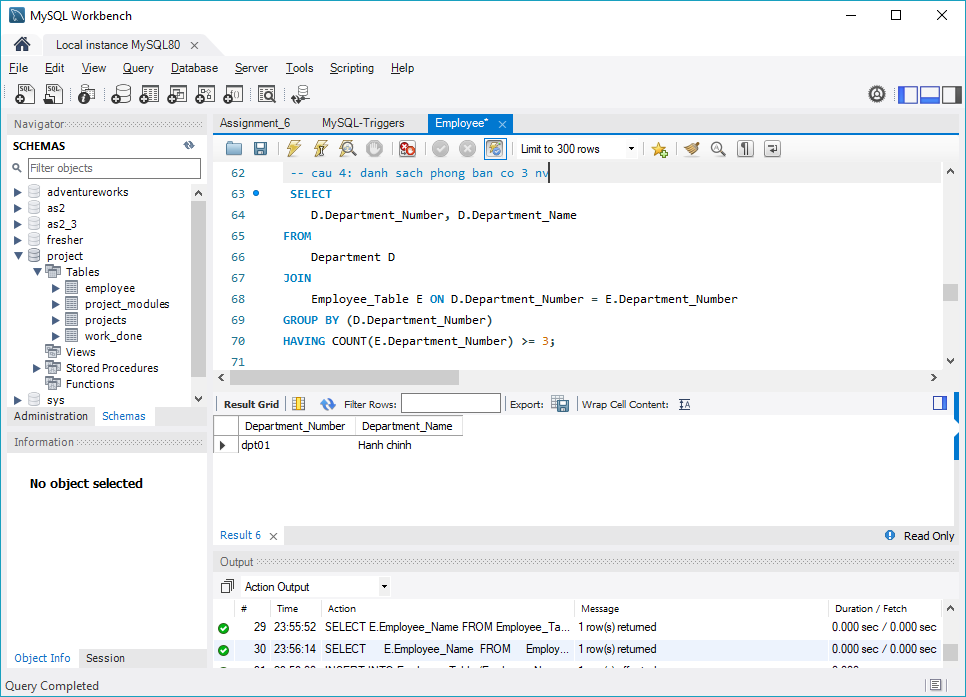 MySQL Workbench
Local instance MySQL80
File Edit View Query Database Server Tools Scripting Help
Navigator
SCHEMAS
Filter objects
adventureworks
as2
as2_3
fresher
project
Tables
employee
project_modules
projects
work_done
Views
Stored Procedures
Functions
sys
Administration Schemas
Information
No object selected
Object Info Session
Assignment_6 MySQL-Triggers Employee*
Limit to 300 rows
62 -- cau 4: danh sach phong ban co 3 nv
63 SELECT
64 D.Department_Number, D.Department_Name
65 FROM
66 Department D
67 JOIN
68 Employee_Table E ON D.Department_Number = E.Department_Number
69 GROUP BY (D.Department_Number)
70 HAVING COUNT(E.Department_Number) >= 3;
71
Result Grid Filter Rows: Export: Wrap Cell Content:
Department_Number Department_Name
dpt01 Hanh chinh
Result 6 Read Only
Output
Action Output
# Time Action Message Duration / Fetch
29 23:55:52 SELECT E.Employee_Name FROM Employee_Ta... 1 row(s) returned 0.000 sec / 0.000 sec
30 23:56:14 SELECT E.Employee_Name FROM Employ... 1 row(s) returned 0.000 sec / 0.000 sec
Query Completed